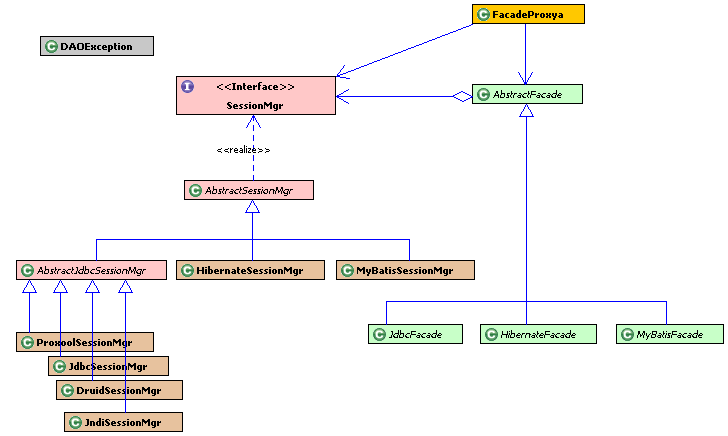 FacadeProxya
DAOException
<<Interface>>
SessionMgr
AbstractFacade
<<realize>>
AbstractSessionMgr
AbstractJdbcSessionMgr
HibernateSessionMgr
MyBatisSessionMgr
ProxoolSessionMgr
JdbcFacade
HibernateFacade
MyBatisFacade
JdbcSessionMgr
DruidSessionMgr
JndiSessionMgr